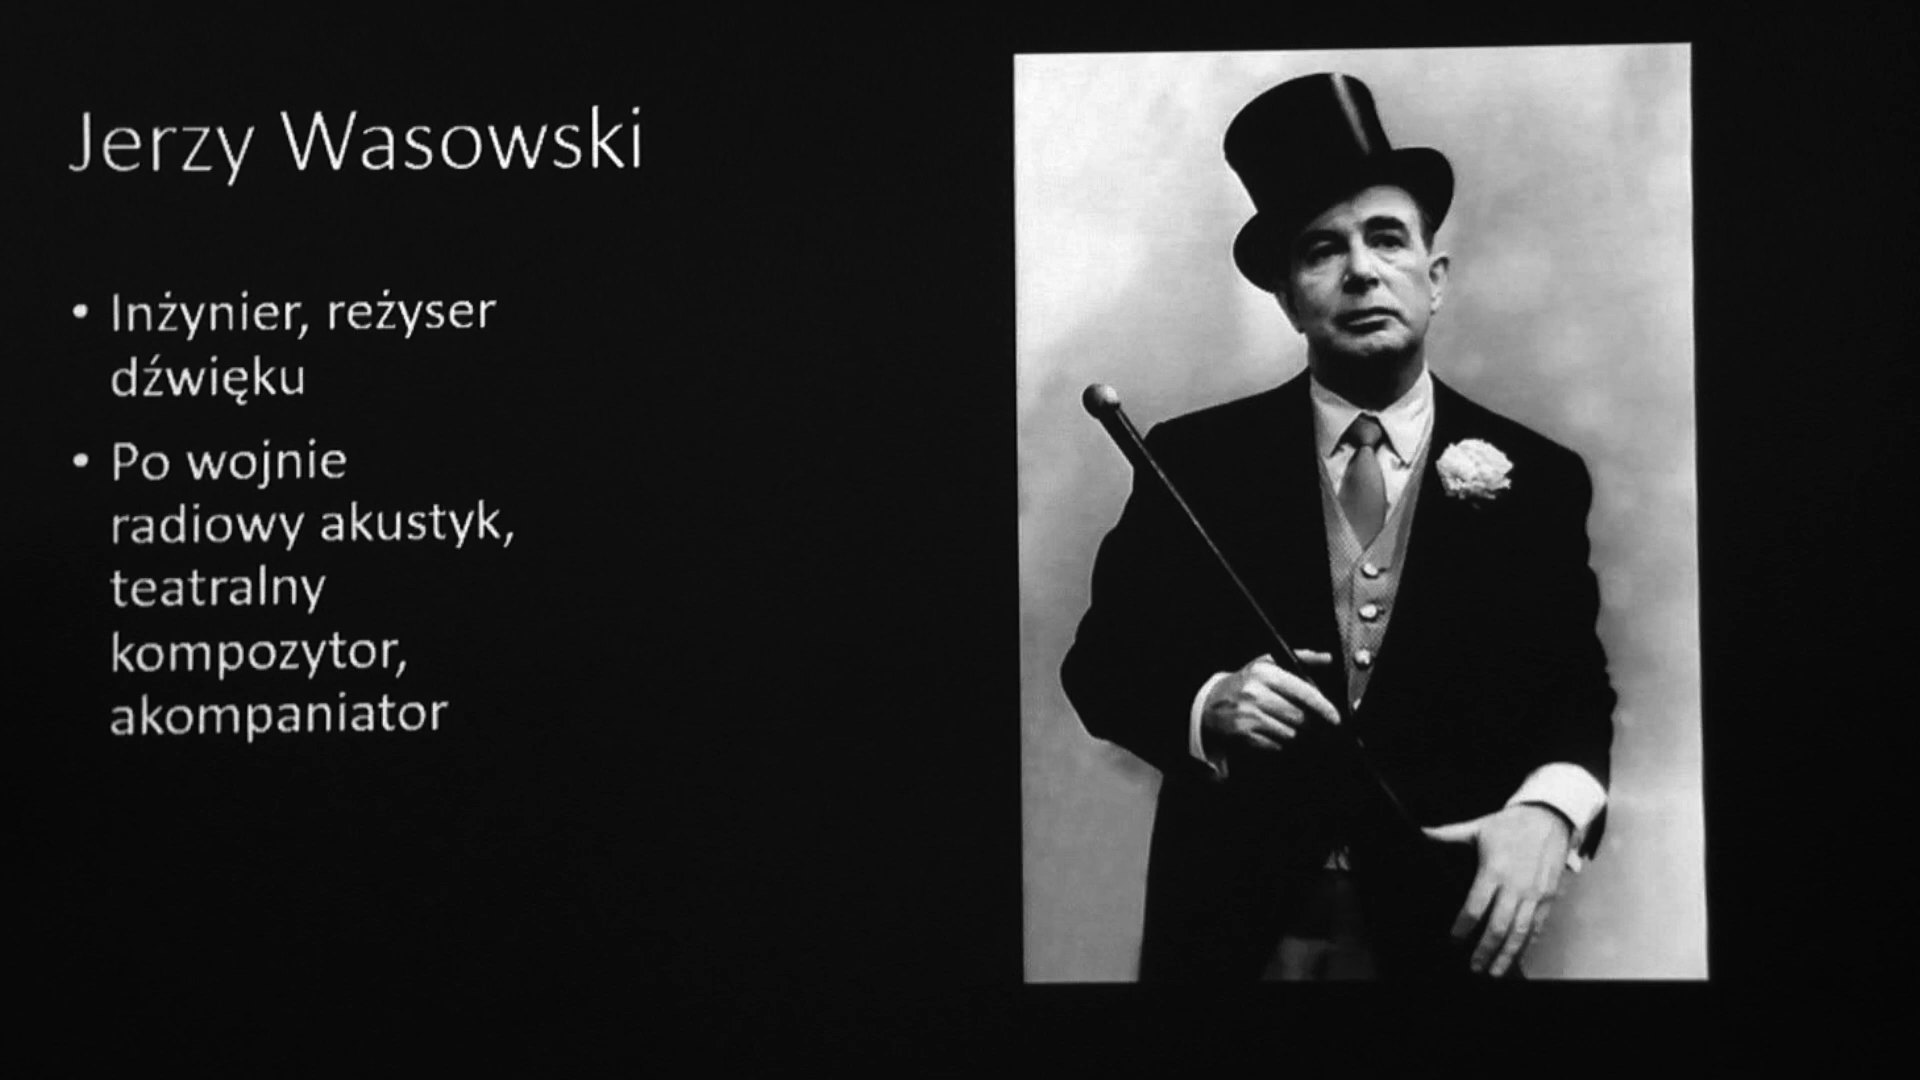 Jerzy Wasowski
• Inżynier, reżyser
dźwięku
• Po wojnie
radiowy akustyk,
teatralny
kompozytor,
akompaniator